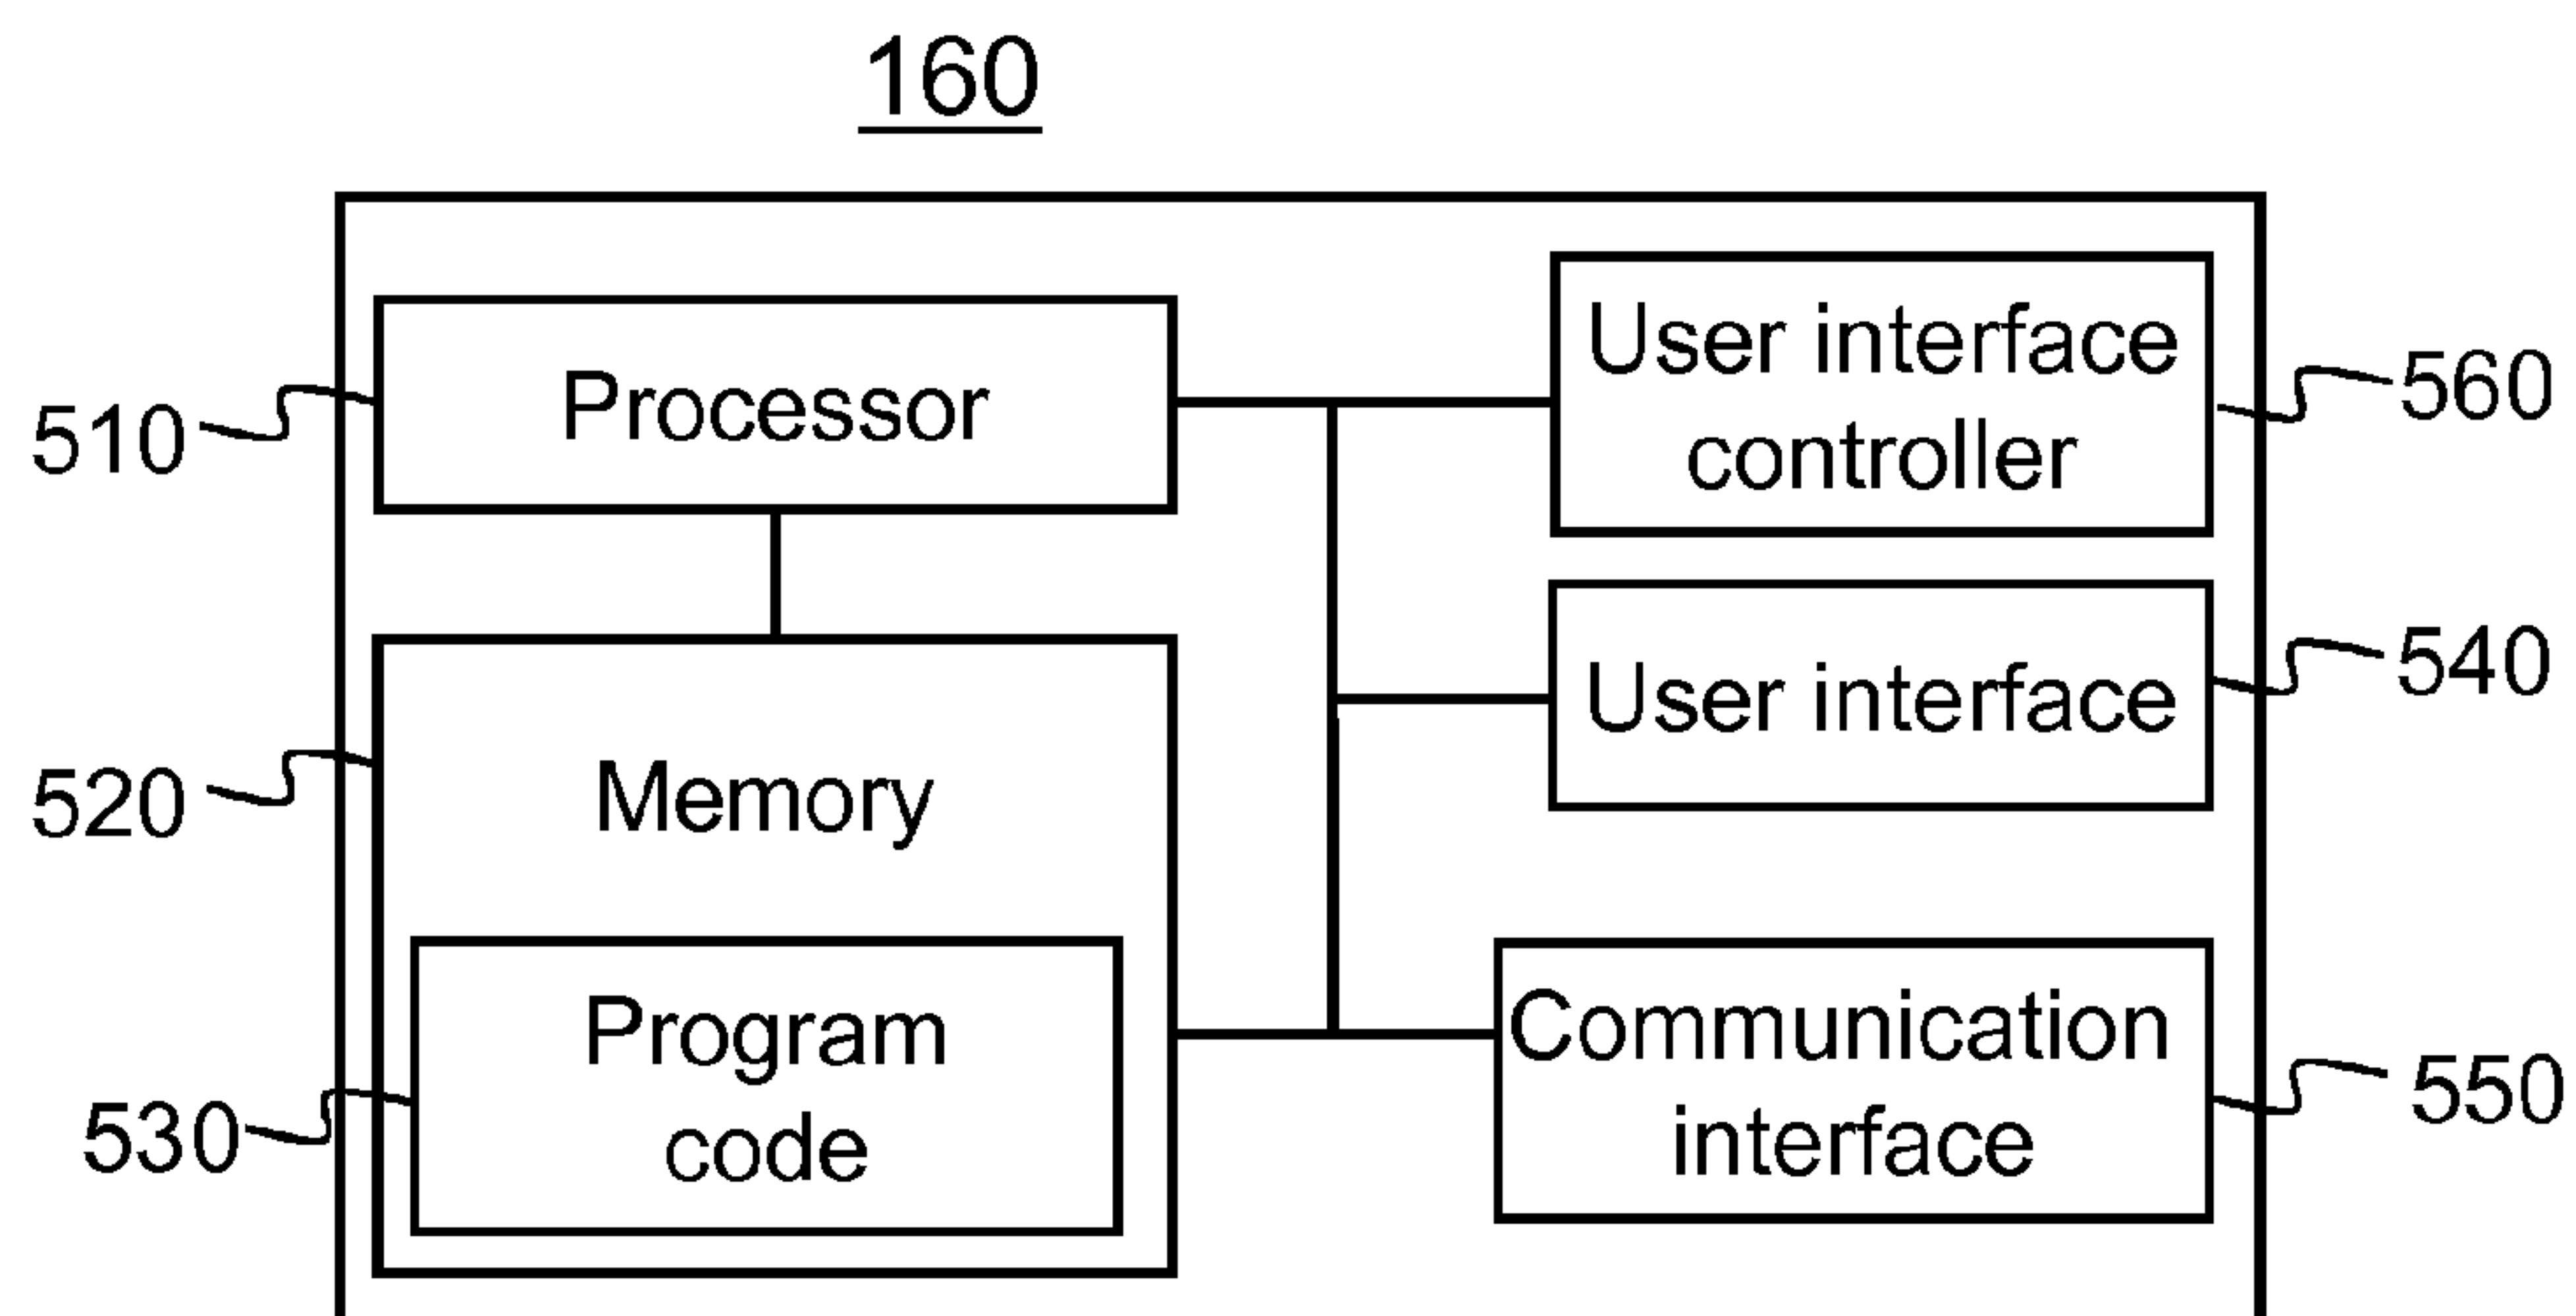 160
510
Processor
User interface
controller
560
520
Memory
User interface
540
530
Program
code
Communication
interface
550